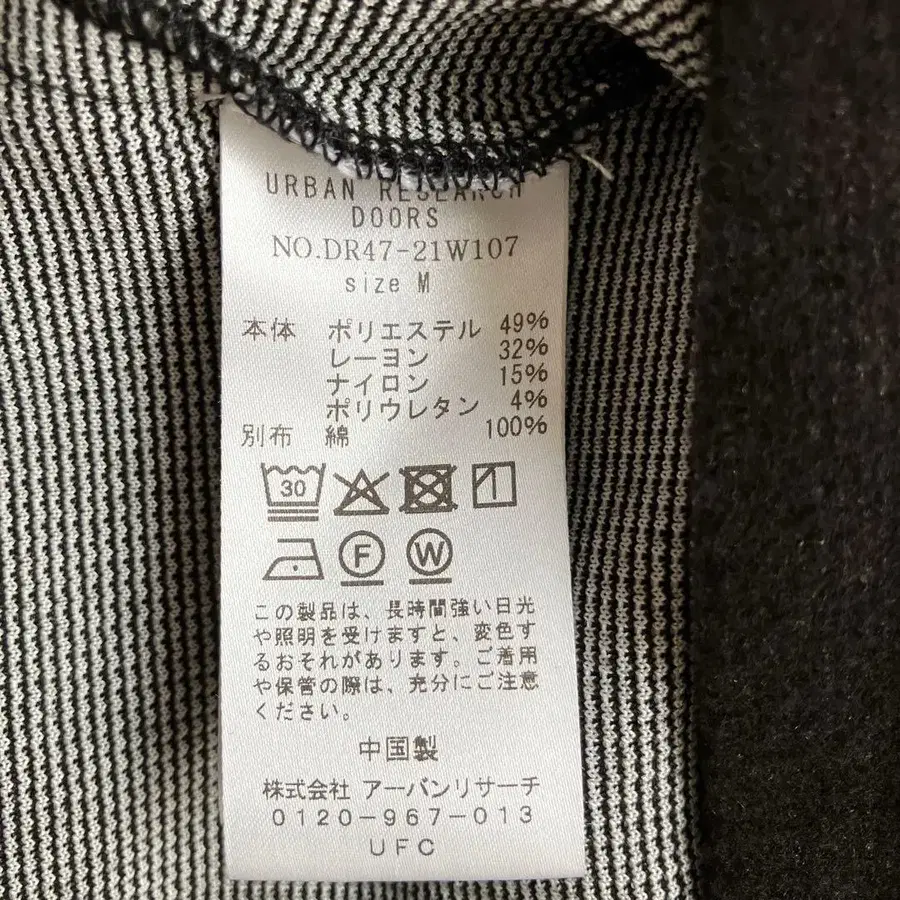 URBAN RESEARCH
DOORS
NO.DR47-21W107
size M
本体 ポリエステル 49%
レーヨン 32%
ナイロン 15%
ポリウレタン 4%
別布 綿 100%
30
F W
この製品は、長時間強い日光
や照明を受けますと、変色す
るおそれがあります。ご着用
や保管の際は、充分にご注意
ください。
中国製
株式会社 アーバンリサーチ
0120-967-013
UFC